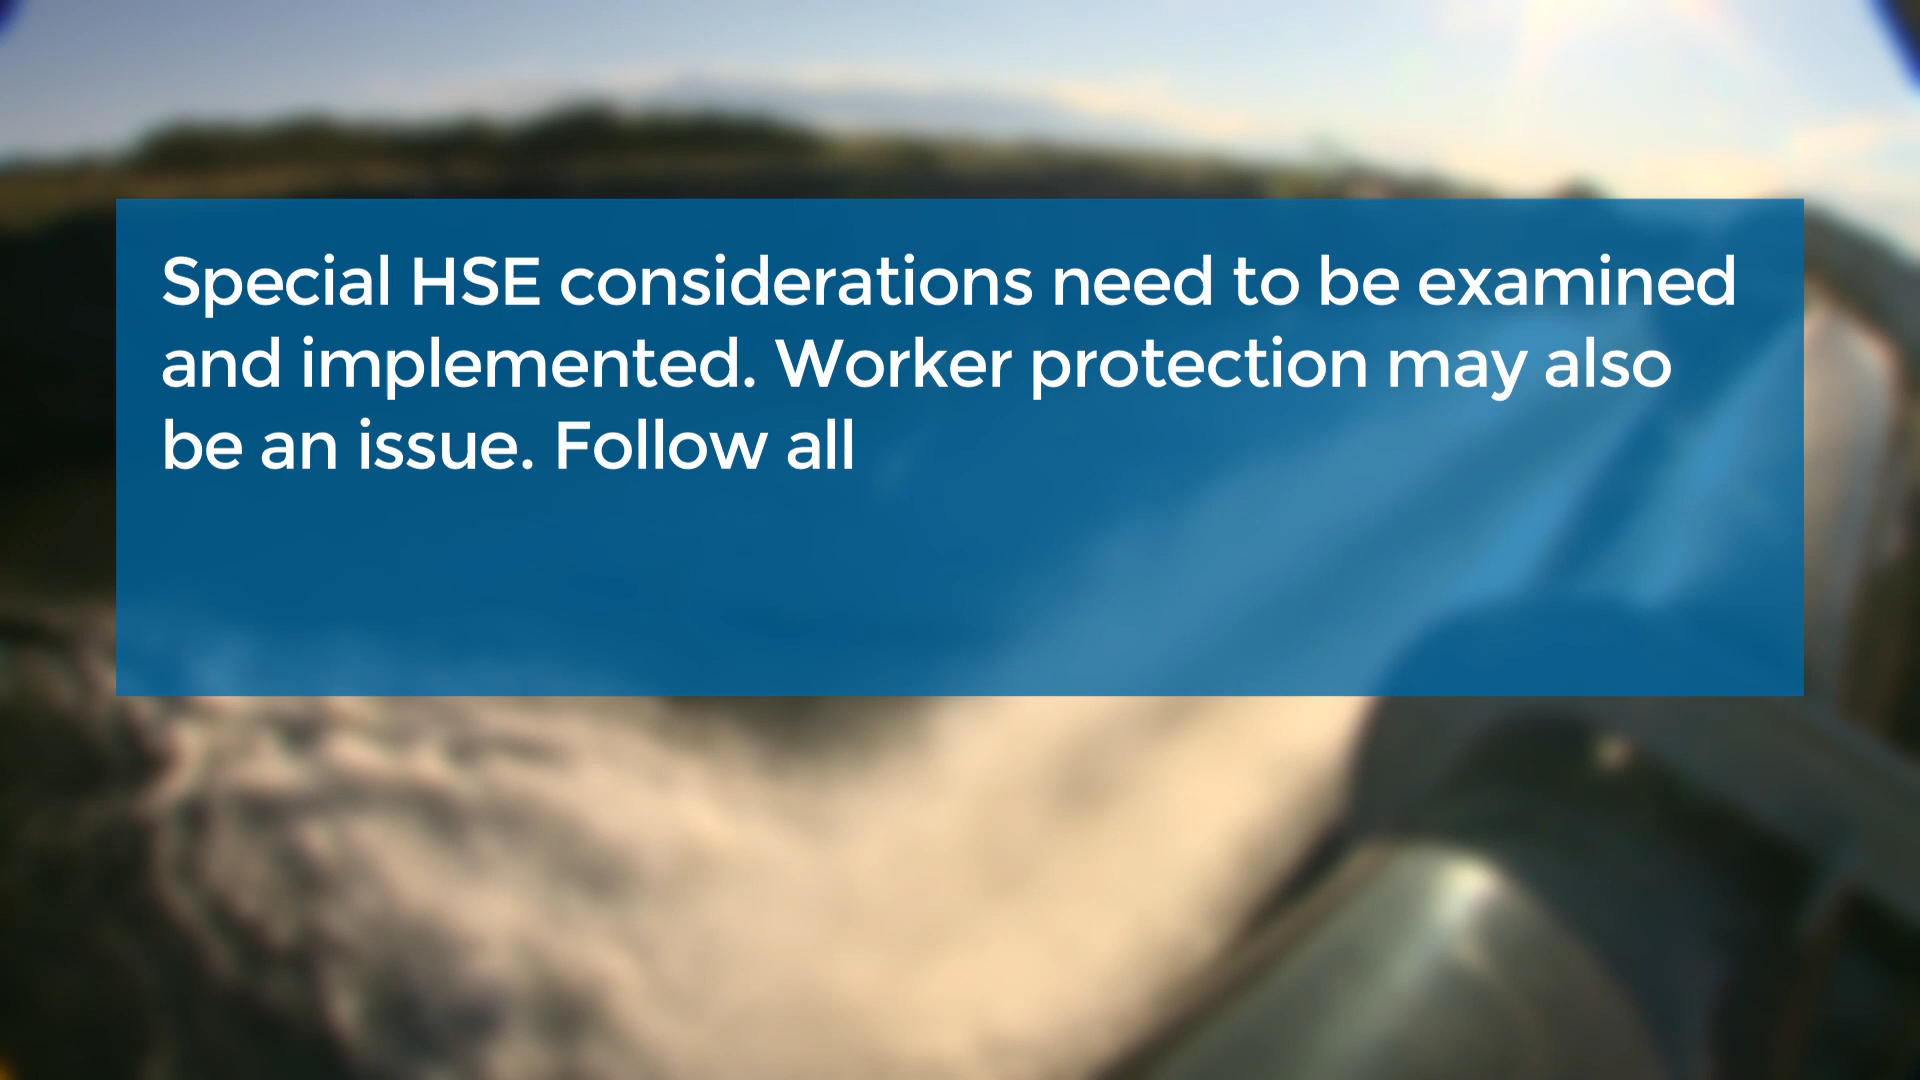 Special HSE considerations need to be examined
and implemented. Worker protection may also
be an issue. Follow all